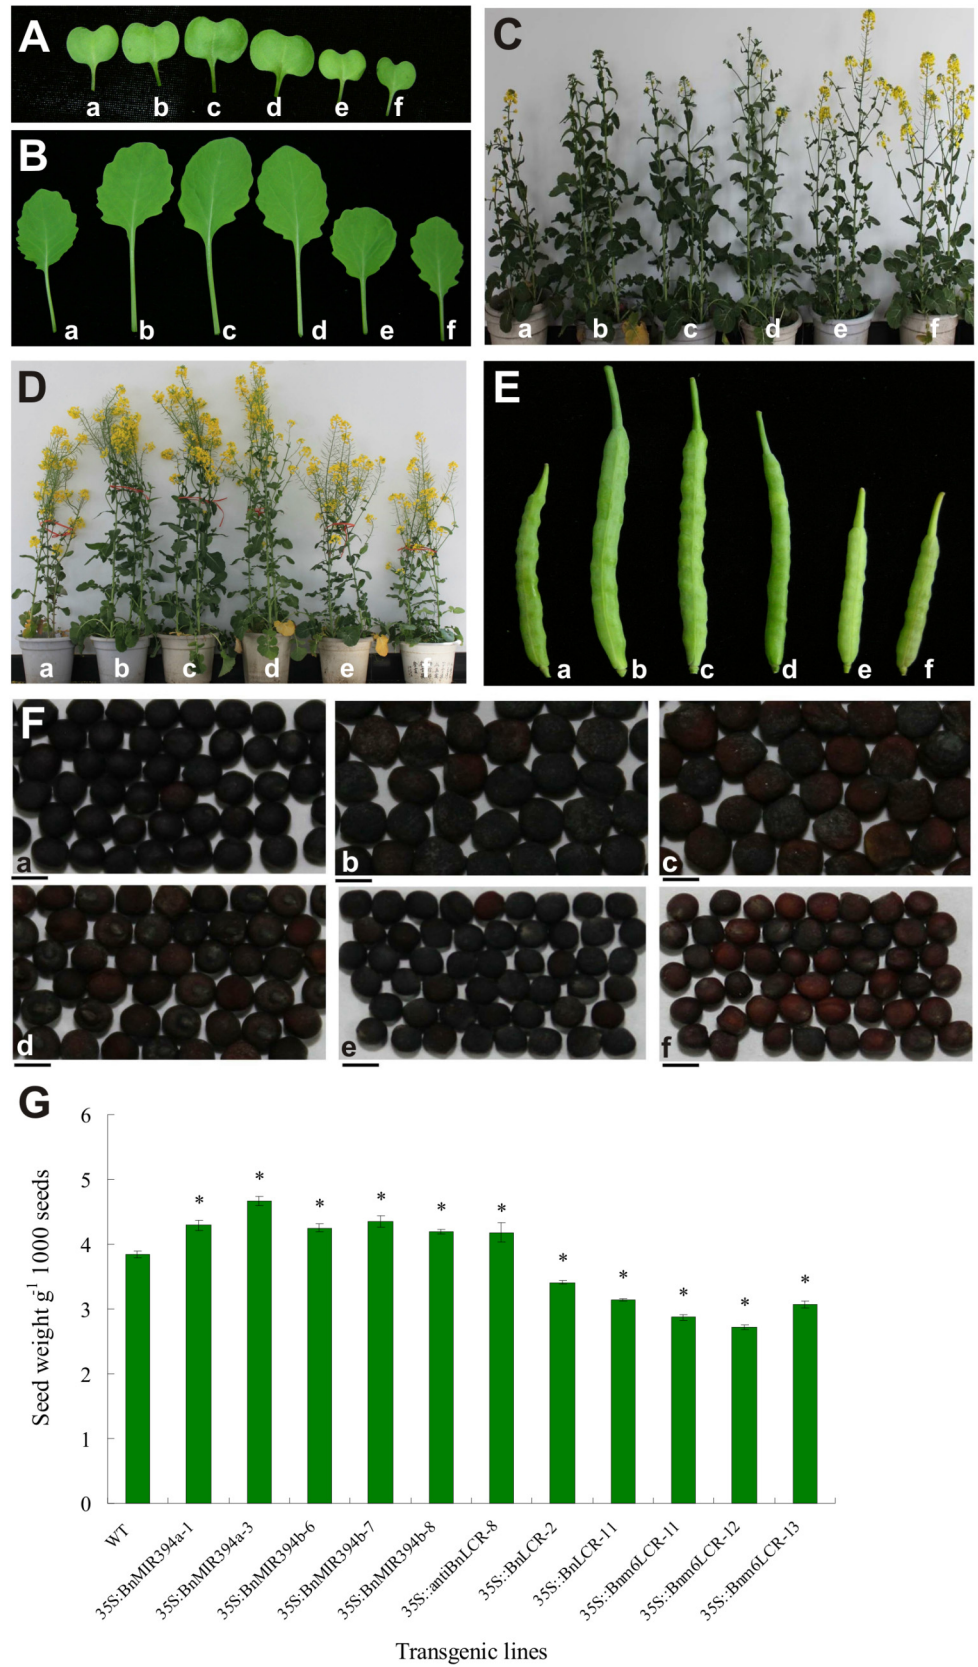 A
a b c d e f
B
a b c d e f
C
a b c d e f
D
a b c d e f
E
a b c d e f
F
a
b
c
d
e
f
G
6
5
4
3
2
1
0
Seed weight g-1 1000 seeds
* * * * * * * * * * *
WT
35S:BnMIR394a-1
35S:BnMIR394a-3
35S:BnMIR394b-6
35S:BnMIR394b-7
35S:BnMIR394b-8
35S::antiBnLCR-8
35S::BnLCR-2
35S::BnLCR-11
35S::Bnm6LCR-11
35S::Bnm6LCR-12
35S::Bnm6LCR-13
Transgenic lines